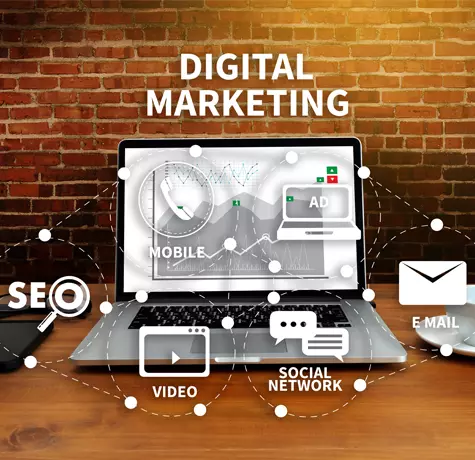 DIGITAL
MARKETING
AD
MOBILE
SEO
E MAIL
VIDEO
SOCIAL
NETWORK